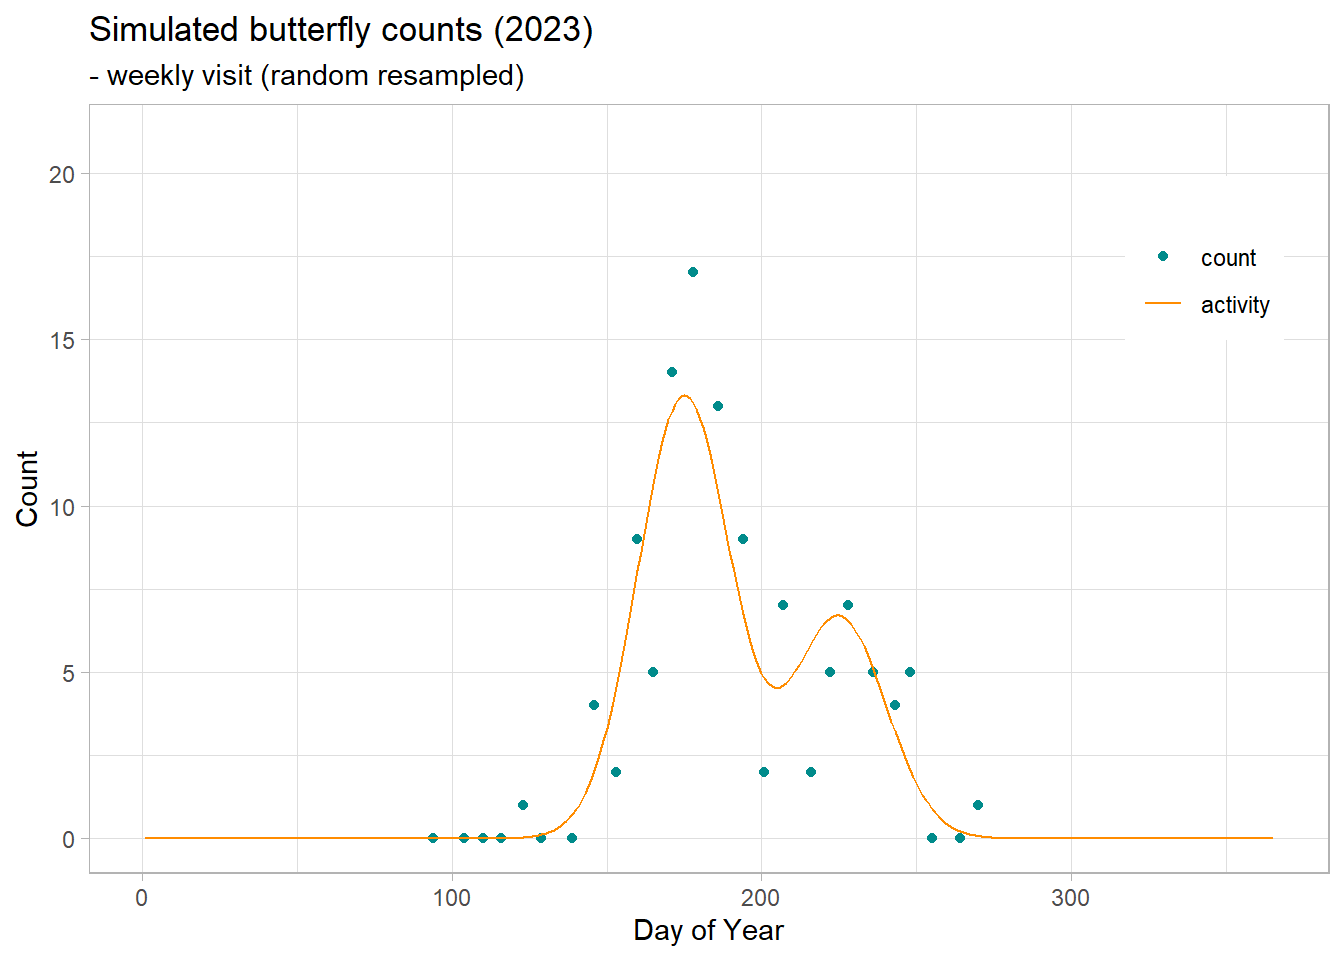 Simulated butterfly counts (2023)
- weekly visit (random resampled)
20
15
10
5
0
Count
count
activity
0 100 200 300
Day of Year